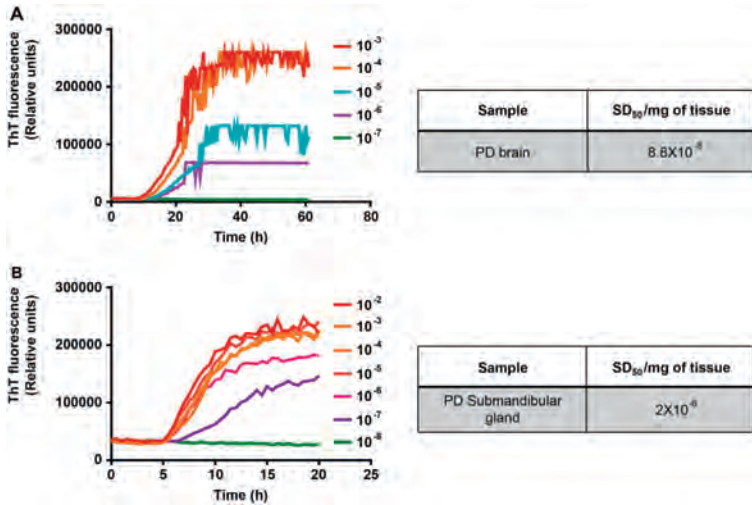 A
ThT fluorescence
(Relative units)
300000
200000
100000
0
0 20 40 60 80
Time (h)
10⁻³
10⁻⁴
10⁻⁵
10⁻⁶
10⁻⁷
Sample SD₅₀/mg of tissue
PD brain 8.8X10⁻⁶
B
ThT fluorescence
(Relative units)
300000
200000
100000
0
0 5 10 15 20 25
Time (h)
10⁻²
10⁻³
10⁻⁴
10⁻⁵
10⁻⁶
10⁻⁷
10⁻⁸
Sample SD₅₀/mg of tissue
PD Submandibular
gland
2X10⁻⁶